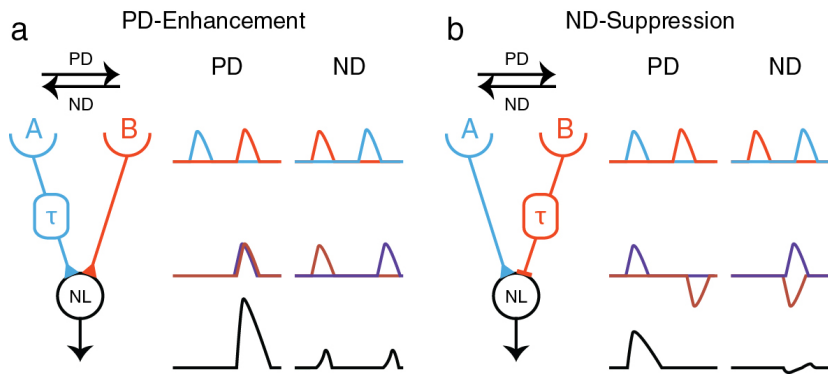 a
PD-Enhancement
PD
ND
PD
ND
A
B
τ
NL
b
ND-Suppression
PD
ND
PD
ND
A
B
τ
NL